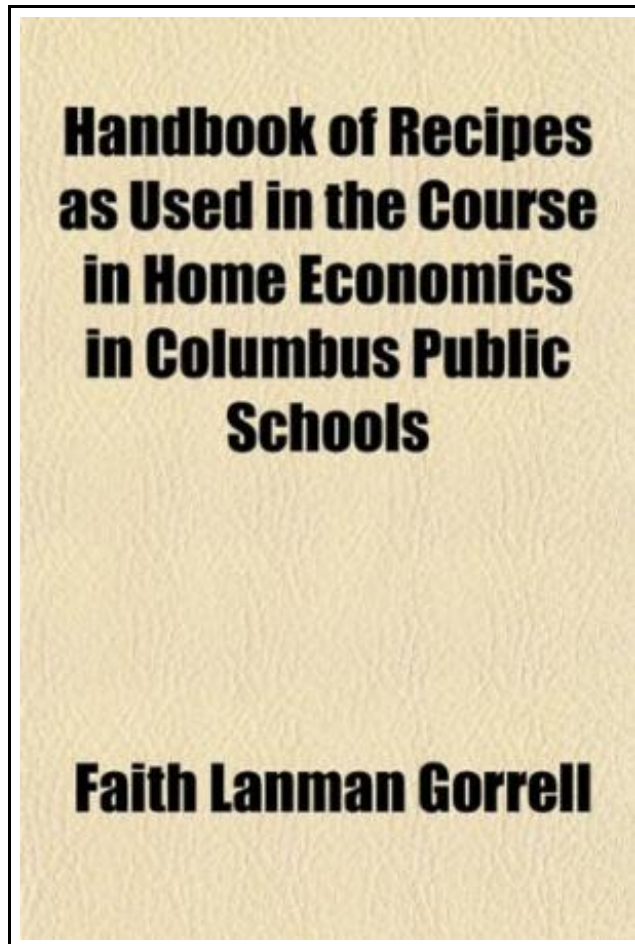 Handbook of Recipes
as Used in the Course
in Home Economics
in Columbus Public
Schools
Faith Lanman Gorrell